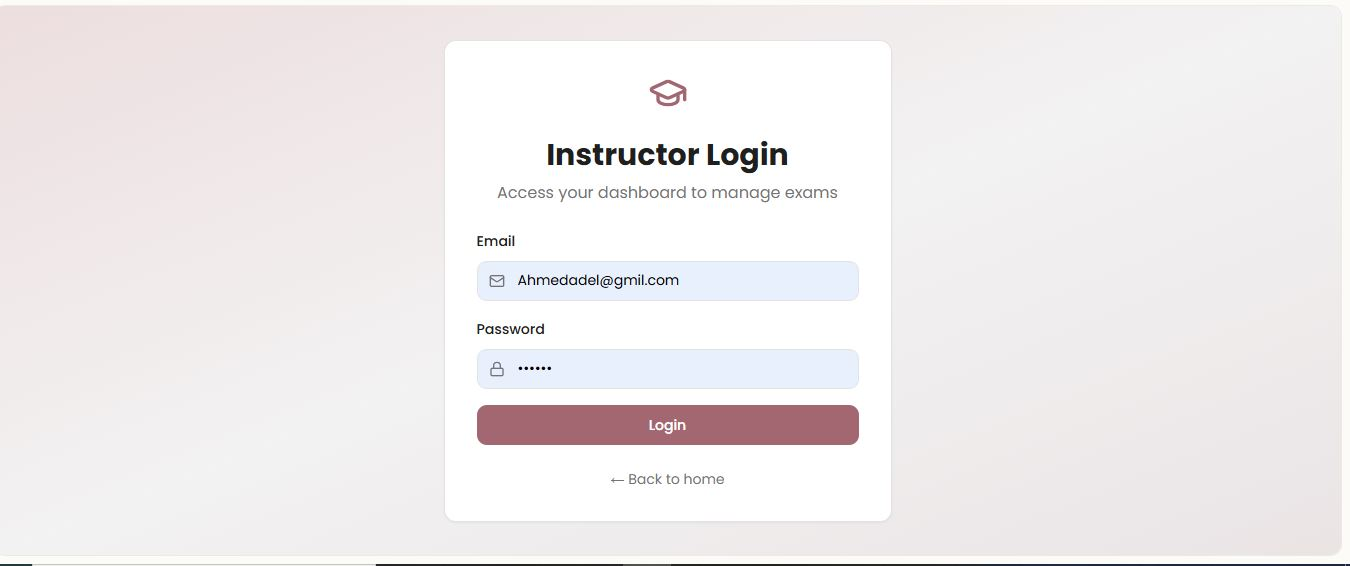 Instructor Login
Access your dashboard to manage exams
Email
Ahmedadel@gmil.com
Password
••••••
Login
← Back to home